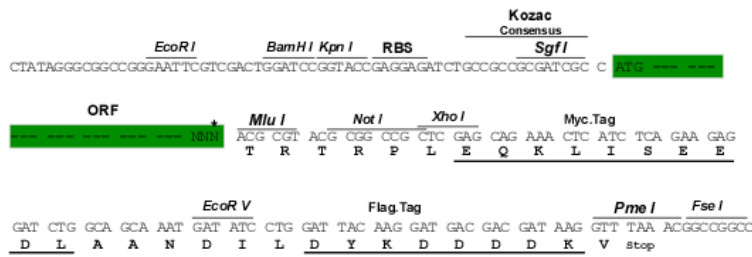 Kozac
Consensus
EcoR I BamH I Kpn I RBS Sgf I
CTATAGGGCGGCCGGGAATTCGTCGACTGGATCCGGTACCGAGGAGATCTGCCGCCGCGATCGC C ATG --- ---
ORF
* Mlu I Not I Xho I Myc.Tag
--- --- --- --- --- --- NNN ACG CGT ACG CGG CCG CTC GAG CAG AAA CTC ATC TCA GAA GAG
T R T R P L E Q K L I S E E
EcoR V Flag.Tag Pme I Fse I
GAT CTG GCA GCA AAT GAT ATC CTG GAT TAC AAG GAT GAC GAC GAT AAG GTT TAA ACGGCCGGCC
D L A A N D I L D Y K D D D D K V Stop